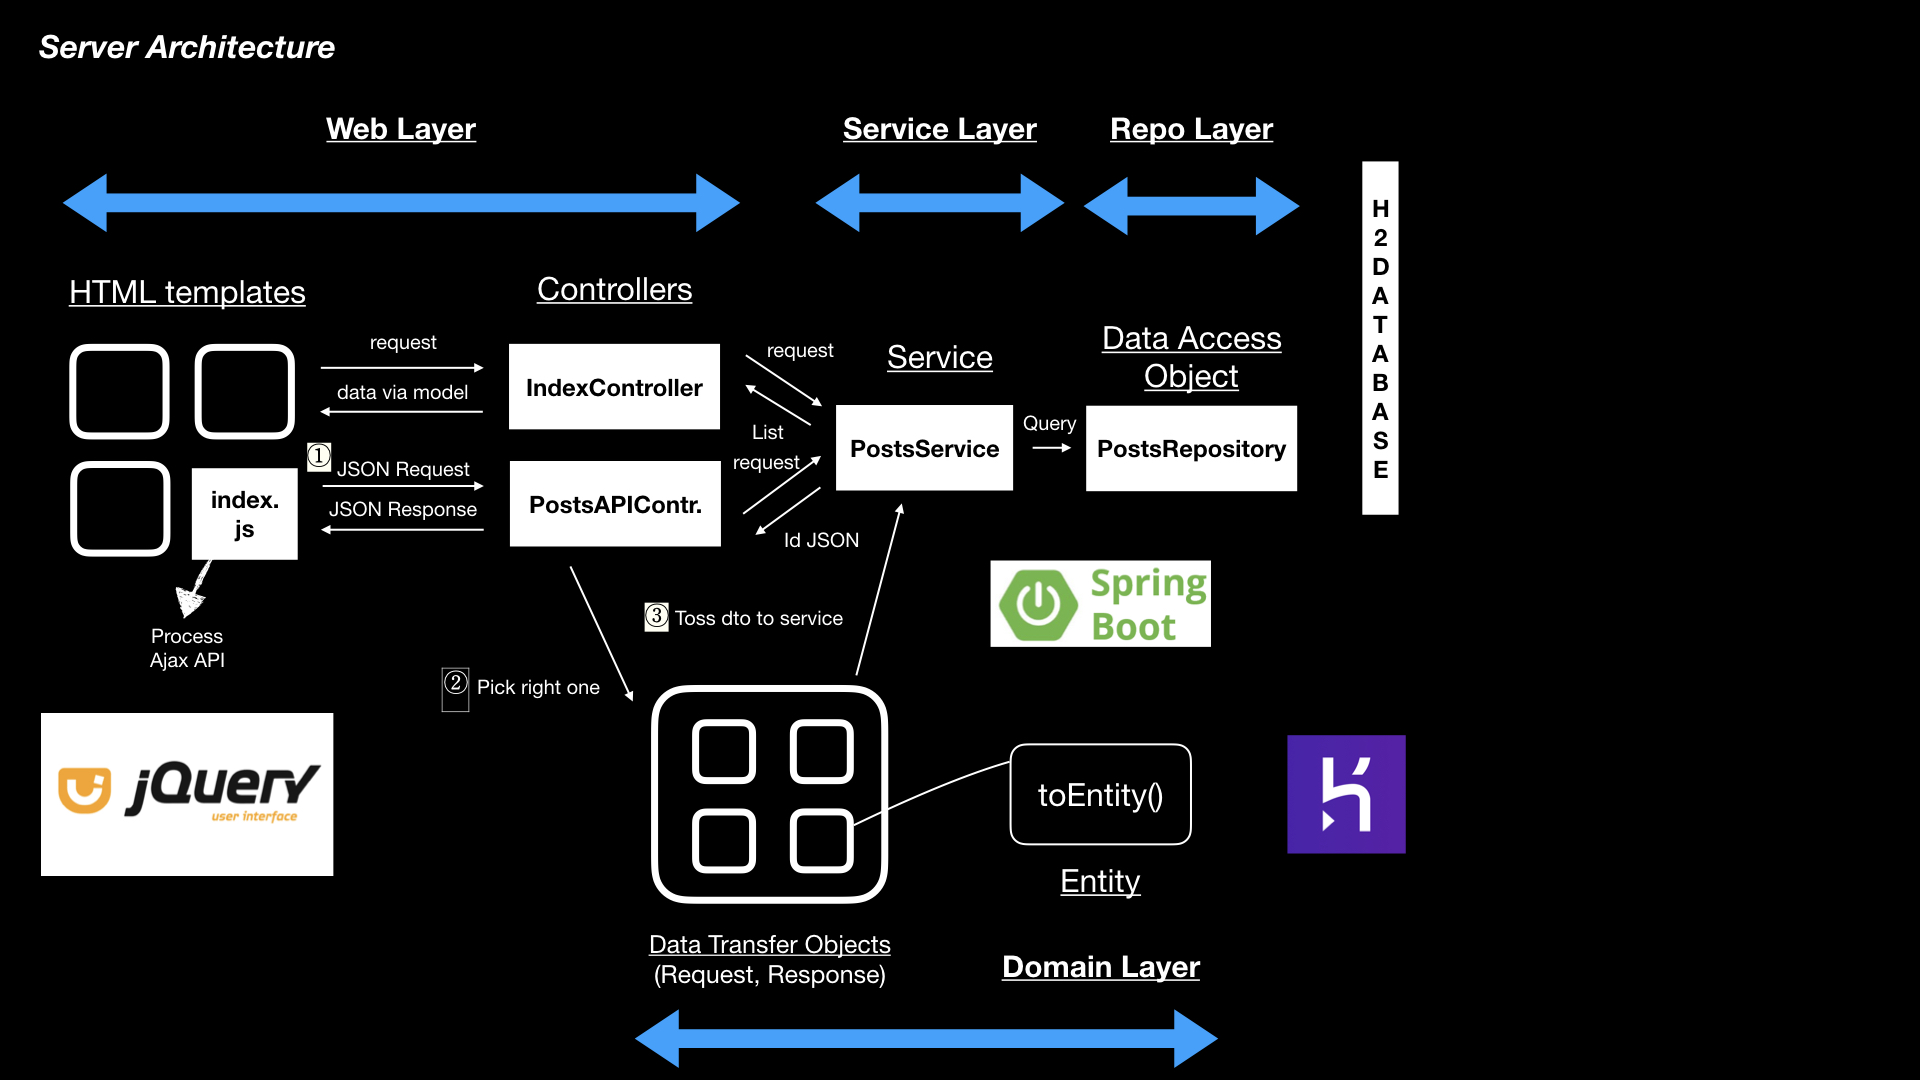 Server Architecture
Web Layer
Service Layer
Repo Layer
H2DATABASE
HTML templates
Controllers
request
data via model
IndexController
request
List
Service
Data Access
Object
PostsService
Query
PostsRepository
①
JSON Request
JSON Response
index.
js
PostsAPIContr.
request
Id JSON
Process
Ajax API
③ Toss dto to service
② Pick right one
Spring
Boot
jQuery
user interface
toEntity()
Entity
Data Transfer Objects
(Request, Response)
Domain Layer